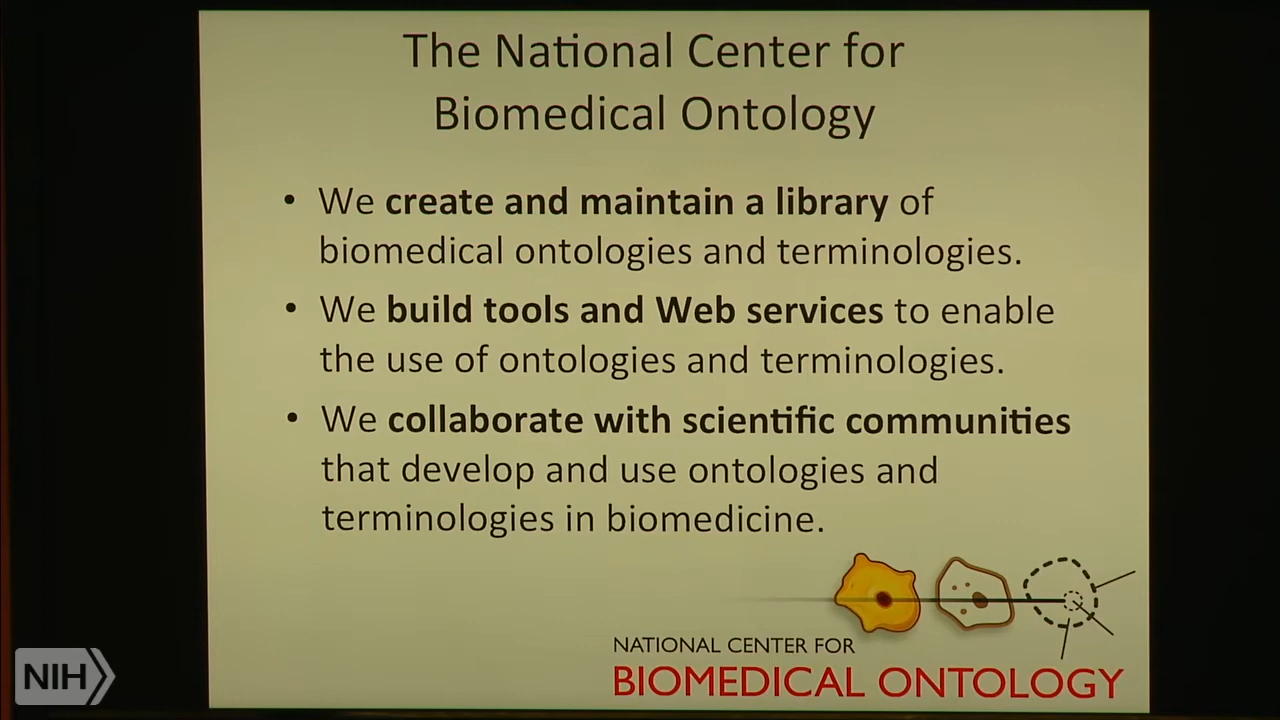 The National Center for
Biomedical Ontology
• We create and maintain a library of
biomedical ontologies and terminologies.
• We build tools and Web services to enable
the use of ontologies and terminologies.
• We collaborate with scientific communities
that develop and use ontologies and
terminologies in biomedicine.
NATIONAL CENTER FOR
BIOMEDICAL ONTOLOGY
NIH